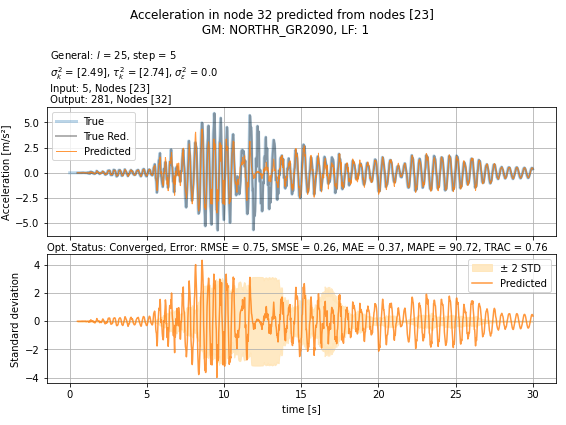 Acceleration in node 32 predicted from nodes [23]
GM: NORTHR_GR2090, LF: 1
General: l = 25, step = 5
σ²ₖ = [2.49], τ²ₖ = [2.74], σ²ε = 0.0
Input: 5, Nodes [23]
Output: 281, Nodes [32]
Acceleration [m/s²]
5.0
2.5
0.0
−2.5
−5.0
True
True Red.
Predicted
Opt. Status: Converged, Error: RMSE = 0.75, SMSE = 0.26, MAE = 0.37, MAPE = 90.72, TRAC = 0.76
Standard deviation
4
2
0
−2
−4
± 2 STD
Predicted
0 5 10 15 20 25 30
time [s]